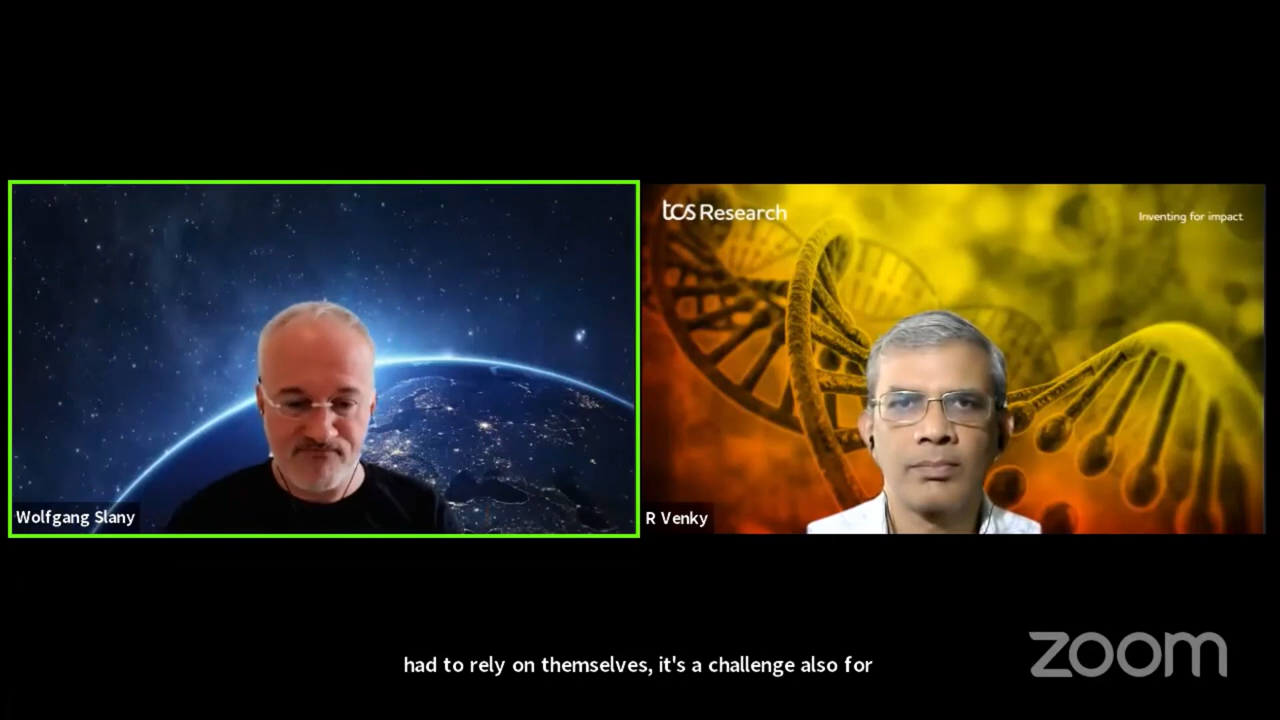 tcs Research
Inventing for impact
Wolfgang Slany
R Venky
had to rely on themselves, it's a challenge also for
zoom